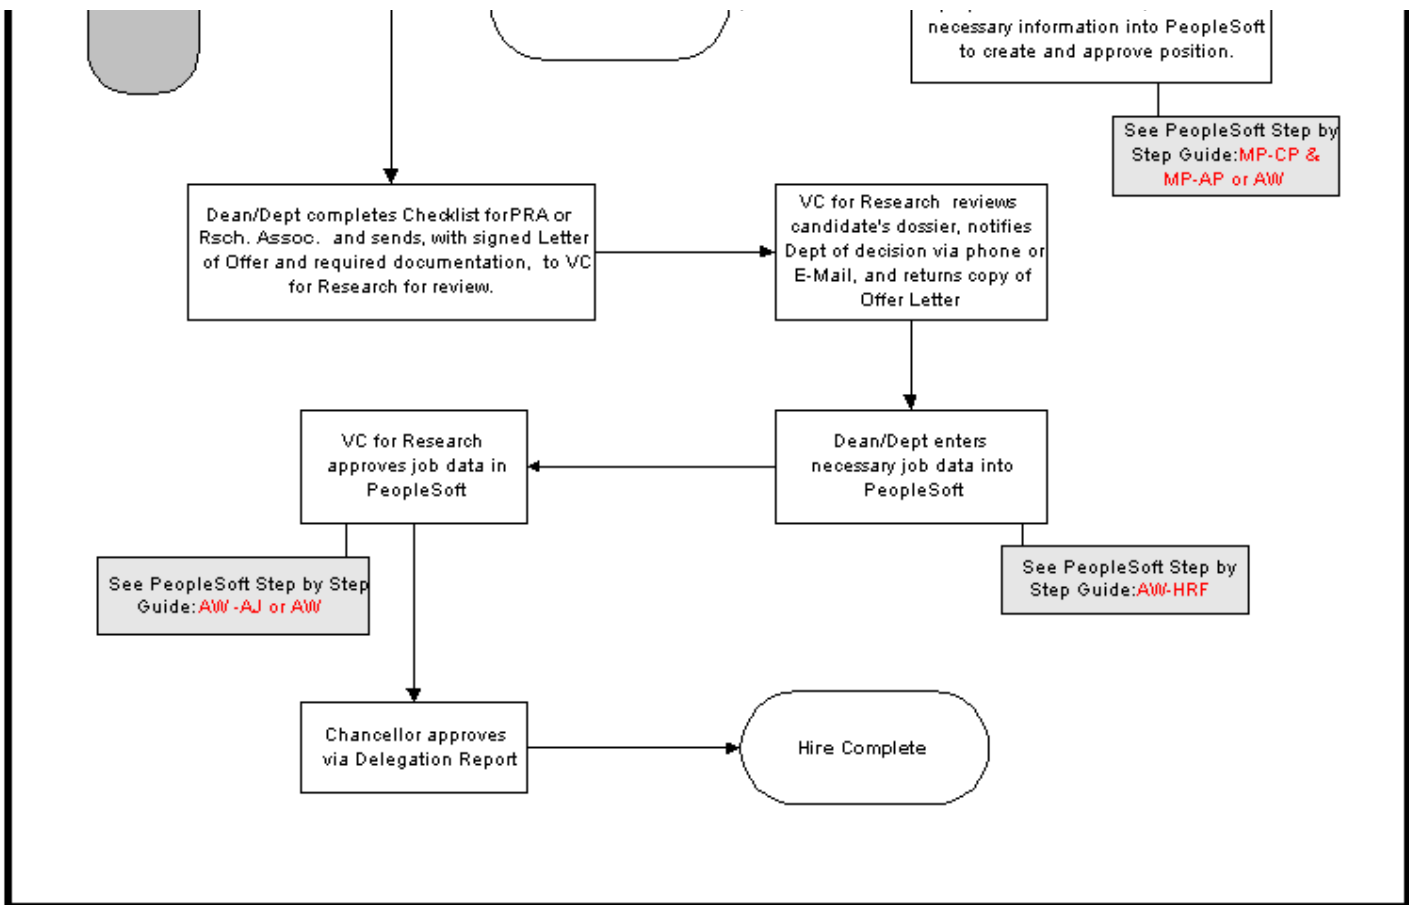 necessary information into PeopleSoft
to create and approve position.
See PeopleSoft Step by
Step Guide:MP-CP &
MP-AP or AW
Dean/Dept completes Checklist for PRA or
Rsch. Assoc. and sends, with signed Letter
of Offer and required documentation, to VC
for Research for review.
VC for Research reviews
candidate's dossier, notifies
Dept of decision via phone or
E-Mail, and returns copy of
Offer Letter
VC for Research
approves job data in
PeopleSoft
Dean/Dept enters
necessary job data into
PeopleSoft
See PeopleSoft Step by Step
Guide:AW-AJ or AW
See PeopleSoft Step by
Step Guide:AW-HRF
Chancellor approves
via Delegation Report
Hire Complete